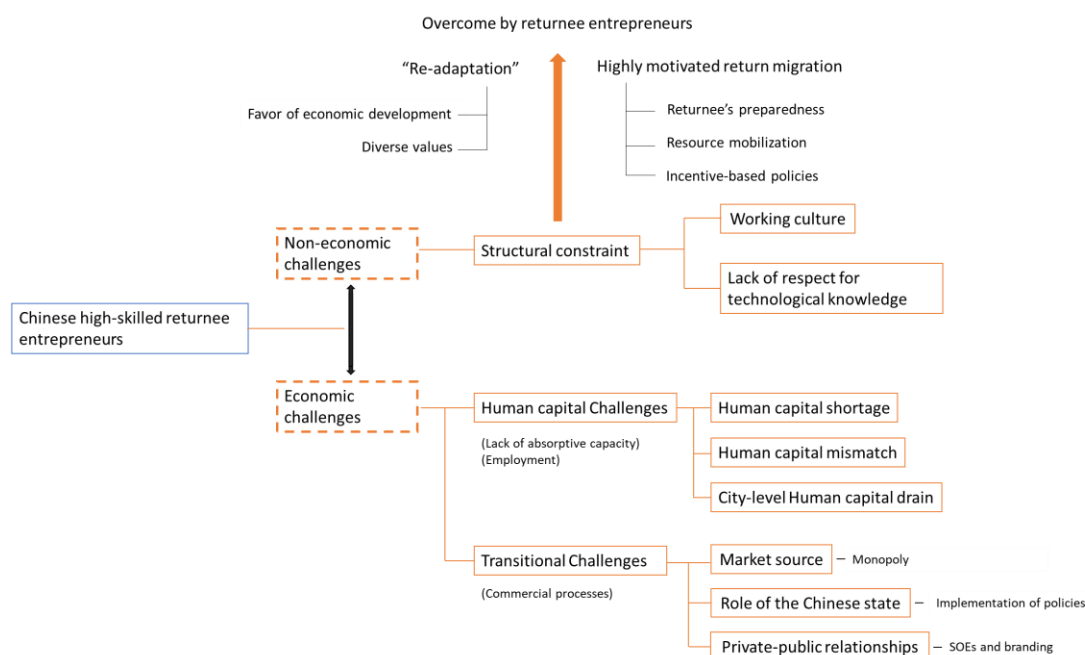 Overcome by returnee entrepreneurs
“Re-adaptation”
Highly motivated return migration
Favor of economic development
Diverse values
Returnee’s preparedness
Resource mobilization
Incentive-based policies
Non-economic
challenges
Structural constraint
Working culture
Lack of respect for
technological knowledge
Chinese high-skilled returnee
entrepreneurs
Economic
challenges
Human capital Challenges
(Lack of absorptive capacity)
(Employment)
Human capital shortage
Human capital mismatch
City-level Human capital drain
Transitional Challenges
(Commercial processes)
Market source
Monopoly
Role of the Chinese state
Implementation of policies
Private-public relationships
SOEs and branding